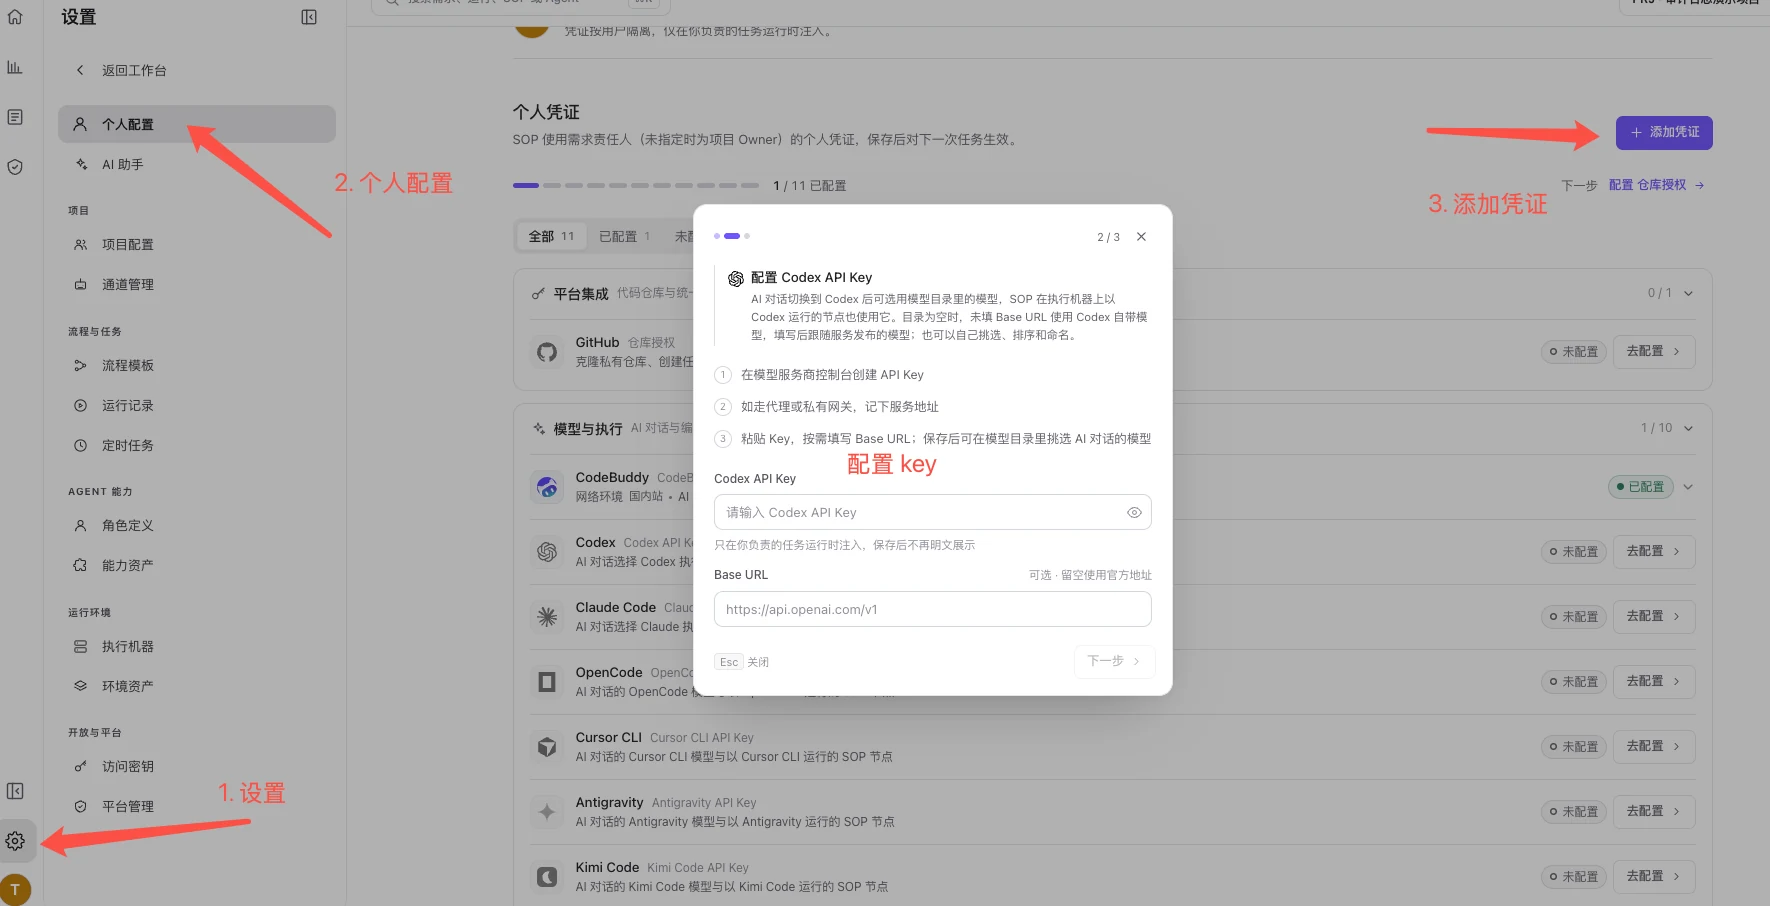 设置
返回工作台
个人配置
AI 助手
项目
项目配置
通道管理
流程与任务
流程模板
运行记录
定时任务
AGENT 能力
角色定义
能力资产
运行环境
执行机器
环境资产
开放与平台
访问密钥
平台管理
T
1. 设置
2. 个人配置
3. 添加凭证
凭证按用户隔离，仅在你负责的任务运行时注入。
个人凭证
SOP 使用需求责任人（未指定时为项目 Owner）的个人凭证，保存后对下一次任务生效。
添加凭证
1 / 11 已配置
下一步 配置 仓库授权 →
全部 11 已配置 1
平台集成
0 / 1
GitHub 仓库授权
克隆私有仓库、创建任
未配置 去配置
模型与执行 AI 对话与编
1 / 10
CodeBuddy CodeB
网络环境 国内站 • AI
已配置
Codex Codex API Ke
AI 对话选择 Codex 执
未配置 去配置
Claude Code Claud
AI 对话选择 Claude 执
未配置 去配置
OpenCode OpenC
AI 对话的 OpenCode
未配置 去配置
Cursor CLI Cursor CLI API Key
AI 对话的 Cursor CLI 模型与以 Cursor CLI 运行的 SOP 节点
未配置 去配置
Antigravity Antigravity API Key
AI 对话的 Antigravity 模型与以 Antigravity 运行的 SOP 节点
未配置 去配置
Kimi Code Kimi Code API Key
AI 对话的 Kimi Code 模型与以 Kimi Code 运行的 SOP 节点
未配置 去配置
2 / 3
配置 Codex API Key
AI 对话切换到 Codex 后可选用模型目录里的模型，SOP 在执行机器上以
Codex 运行的节点也使用它。目录为空时，未填 Base URL 使用 Codex 自带模
型，填写后跟随服务发布的模型；也可以自己挑选、排序和命名。
1 在模型服务商控制台创建 API Key
2 如走代理或私有网关，记下服务地址
3 粘贴 Key，按需填写 Base URL；保存后可在模型目录里挑选 AI 对话的模型
配置 key
Codex API Key
请输入 Codex API Key
只在你负责的任务运行时注入，保存后不再明文展示
Base URL 可选 · 留空使用官方地址
https://api.openai.com/v1
Esc 关闭
下一步